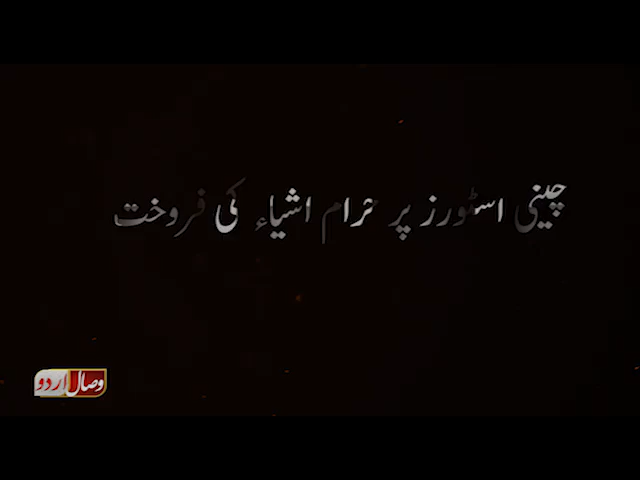 چینی اسٹورز پر حرام اشیاء کی فروخت
وصال اردو